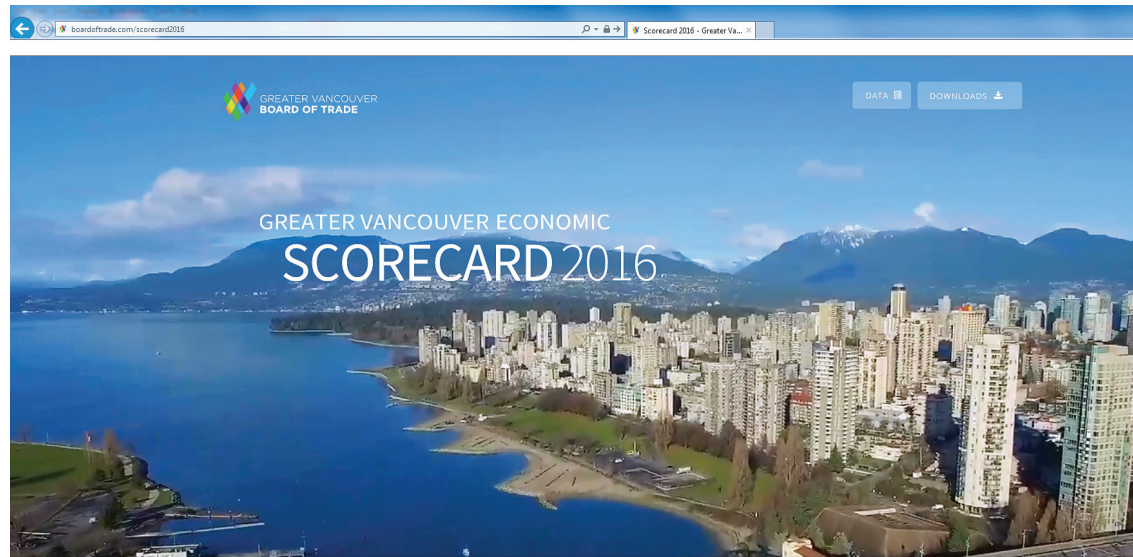 boardoftrade.com/scorecard2016
Scorecard 2016 - Greater Va...
GREATER VANCOUVER
BOARD OF TRADE
DATA
DOWNLOADS
GREATER VANCOUVER ECONOMIC
SCORECARD 2016